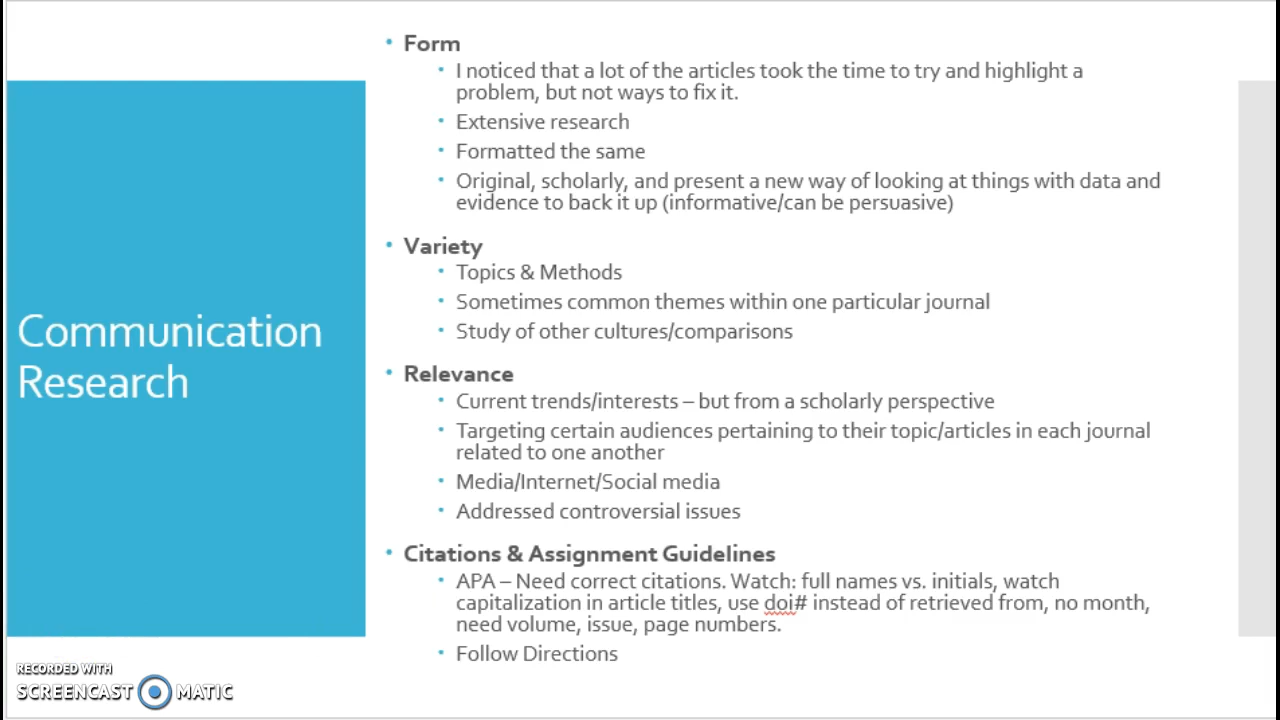 Communication
Research
• Form
• I noticed that a lot of the articles took the time to try and highlight a
problem, but not ways to fix it.
• Extensive research
• Formatted the same
• Original, scholarly, and present a new way of looking at things with data and
evidence to back it up (informative/can be persuasive)
• Variety
• Topics & Methods
• Sometimes common themes within one particular journal
• Study of other cultures/comparisons
• Relevance
• Current trends/interests – but from a scholarly perspective
• Targeting certain audiences pertaining to their topic/articles in each journal
related to one another
• Media/Internet/Social media
• Addressed controversial issues
• Citations & Assignment Guidelines
• APA – Need correct citations. Watch: full names vs. initials, watch
capitalization in article titles, use doi# instead of retrieved from, no month,
need volume, issue, page numbers.
• Follow Directions
RECORDED WITH
SCREENCAST MATIC